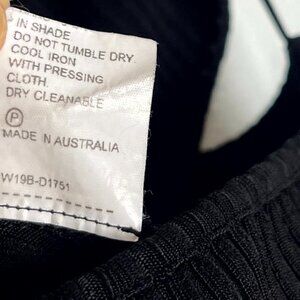 IN SHADE
DO NOT TUMBLE DRY.
COOL IRON
WITH PRESSING
CLOTH.
DRY CLEANABLE
P
MADE IN AUSTRALIA
W19B-D1751